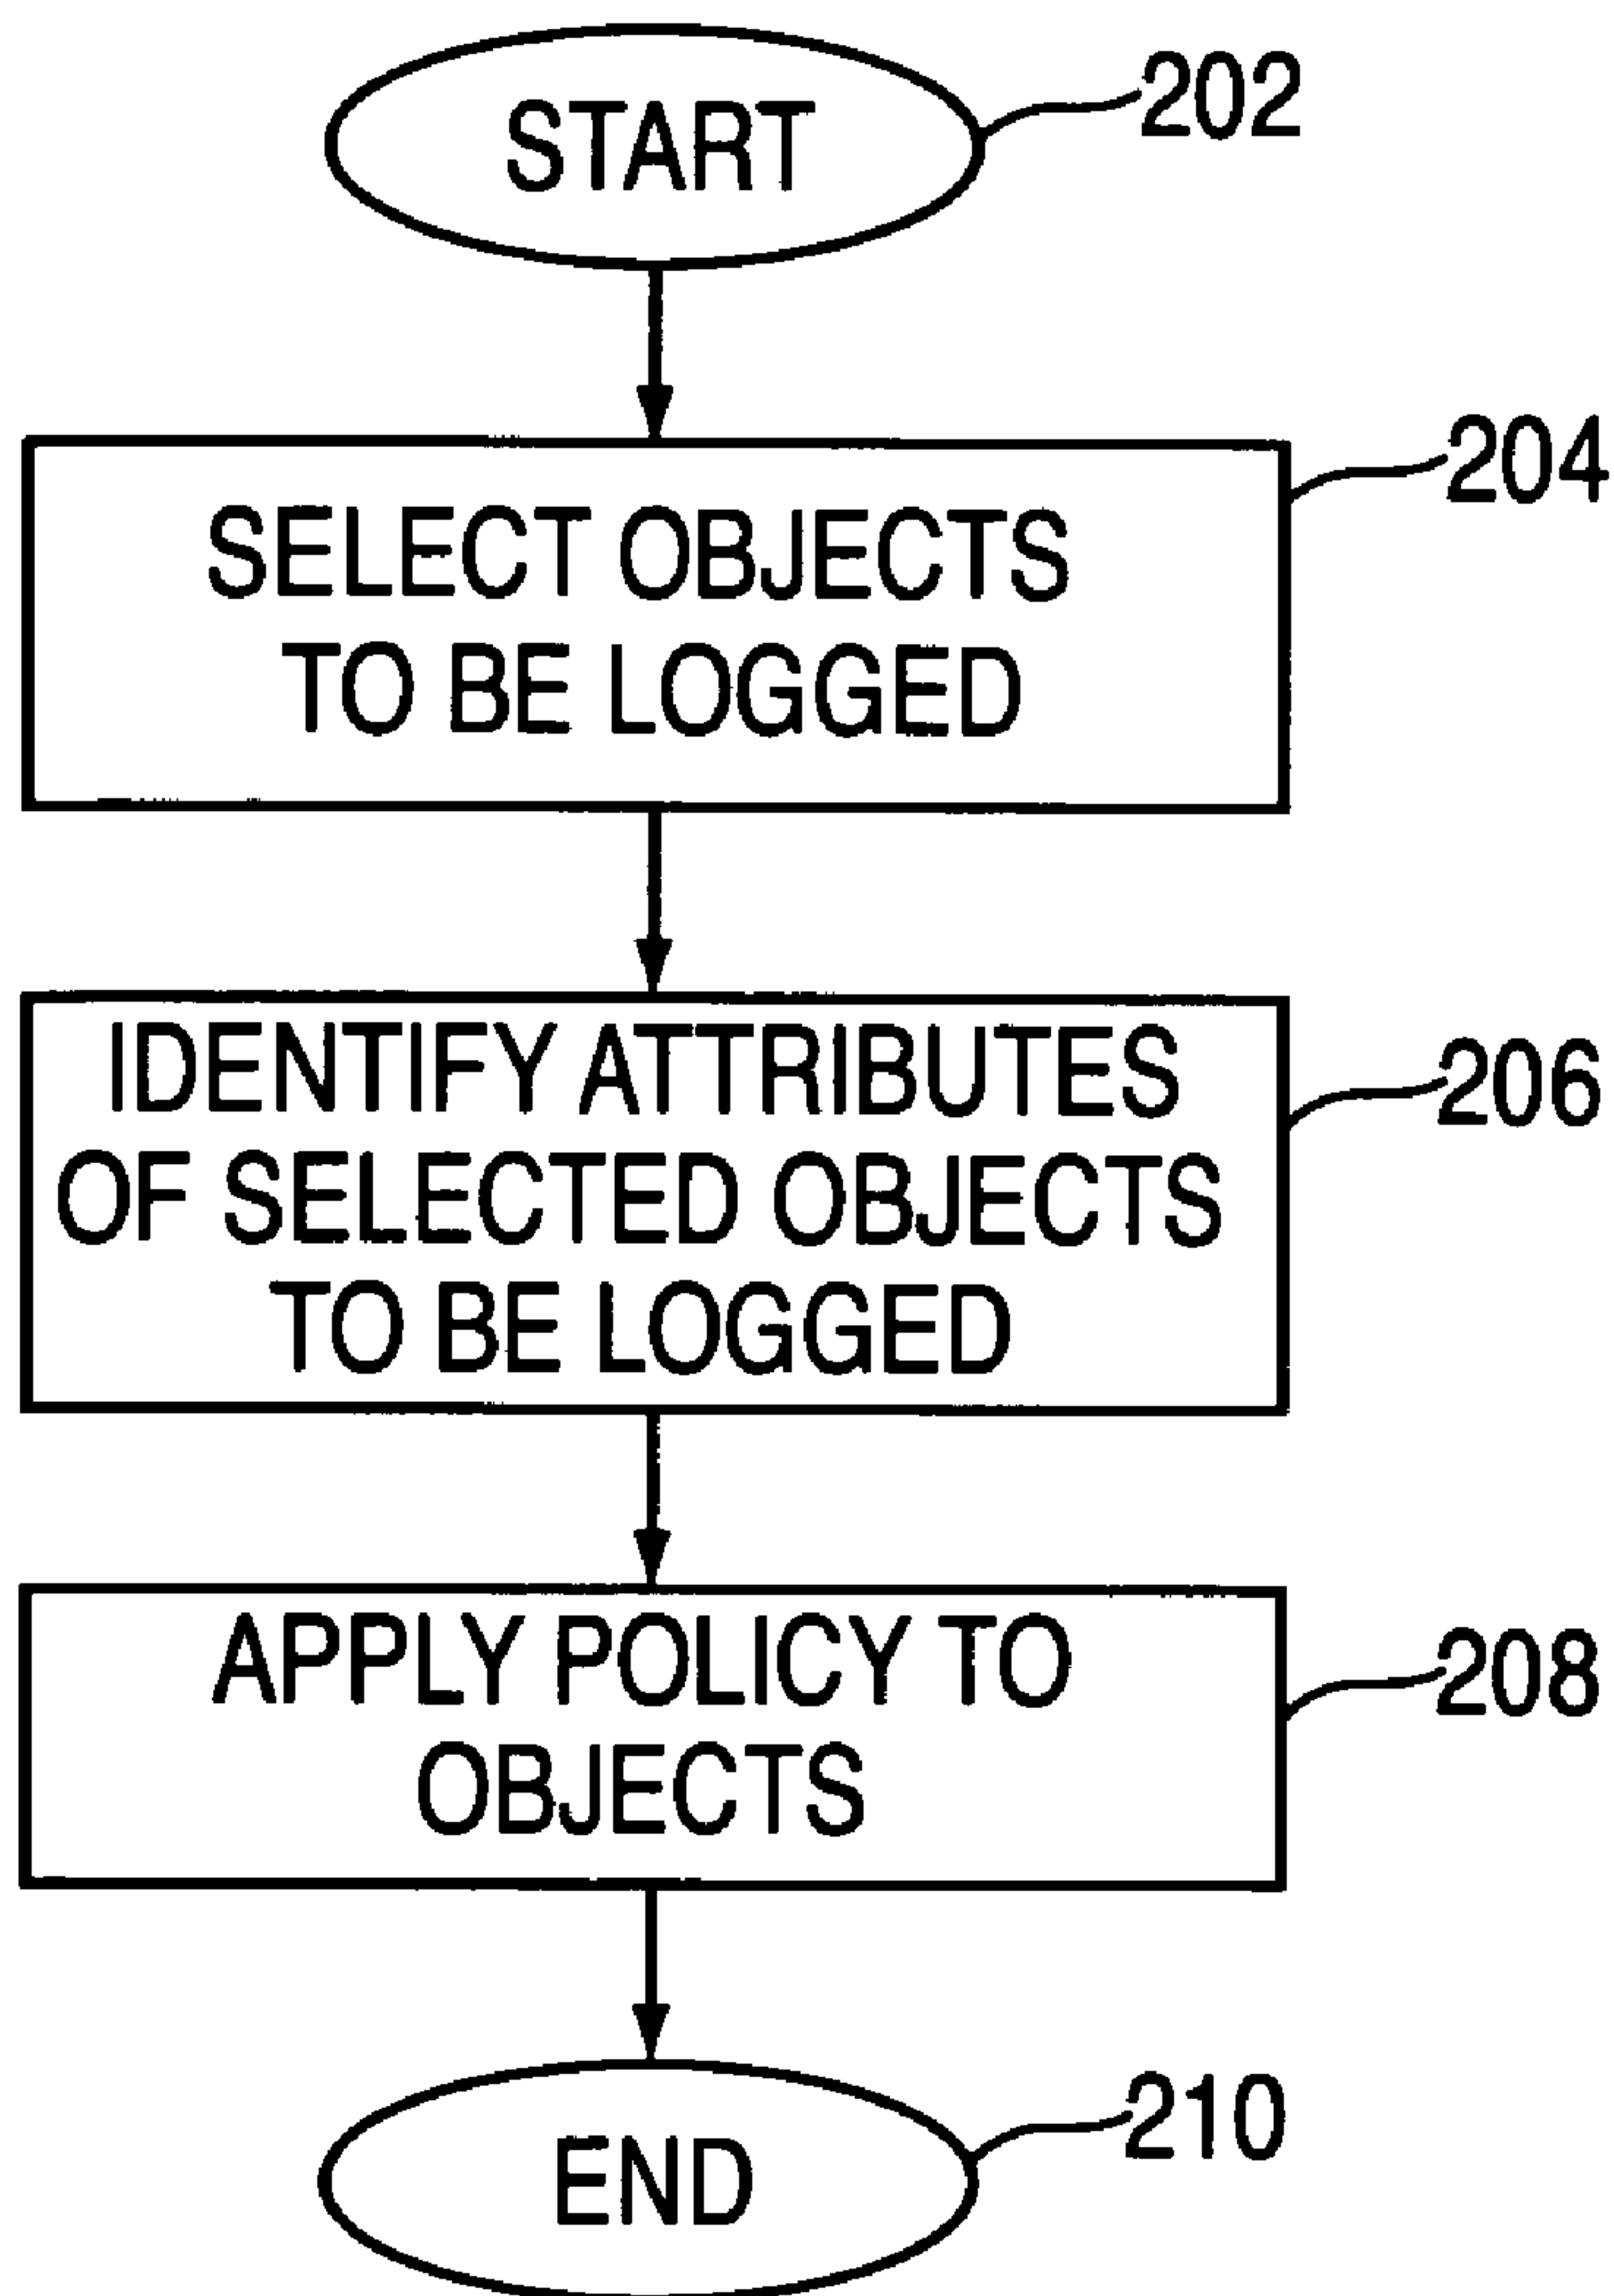 START
202
SELECT OBJECTS
TO BE LOGGED
204
IDENTIFY ATTRIBUTES
OF SELECTED OBJECTS
TO BE LOGGED
206
APPLY POLICY TO
OBJECTS
208
END
210